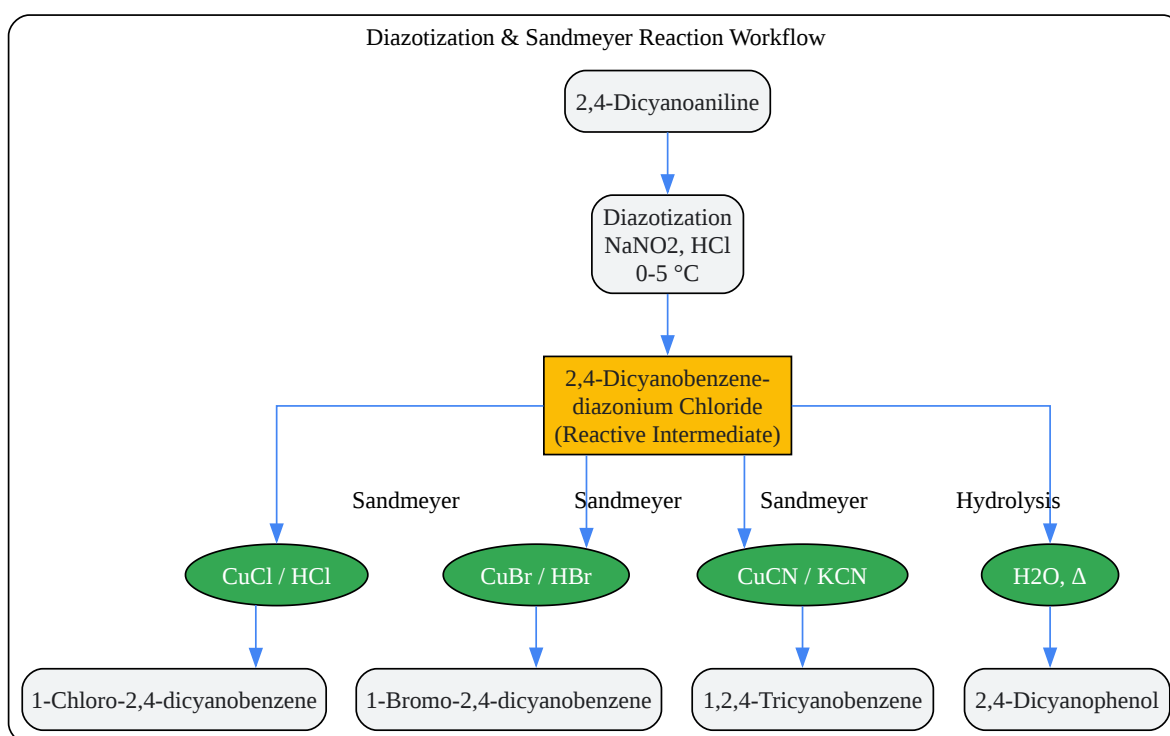 Diazotization & Sandmeyer Reaction Workflow
2,4-Dicyanoaniline
Diazotization
NaNO2, HCl
0-5 °C
2,4-Dicyanobenzene-
diazonium Chloride
(Reactive Intermediate)
Sandmeyer
Sandmeyer
Sandmeyer
Hydrolysis
CuCl / HCl
CuBr / HBr
CuCN / KCN
H2O, Δ
1-Chloro-2,4-dicyanobenzene
1-Bromo-2,4-dicyanobenzene
1,2,4-Tricyanobenzene
2,4-Dicyanophenol